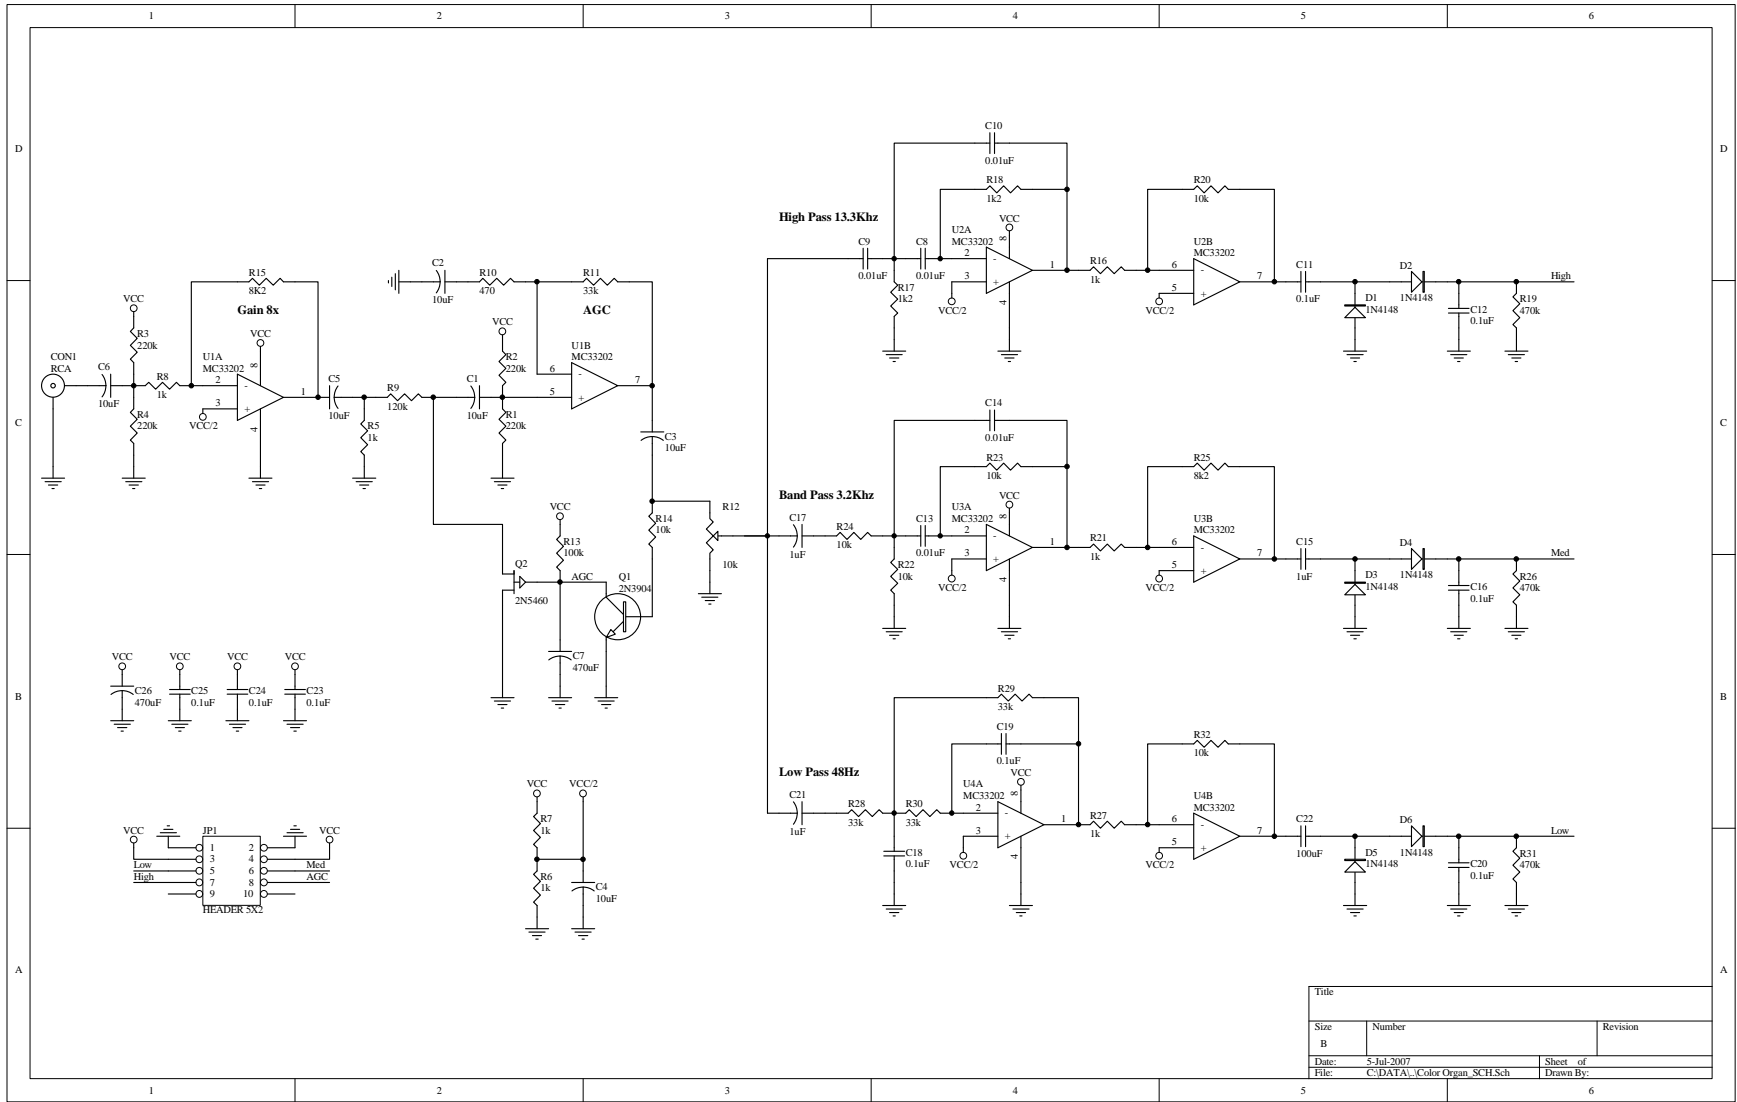 1 2 3 4 5 6
D D
C C
B B
A A
CON1
RCA
C6
10uF
VCC
R3
220k
R4
220k
R8
1k
R15
8K2
Gain 8x
VCC
U1A
MC33202
2
3
8
1
4
-
+
VCC/2
C5
10uF
R5
1k
R9
120k
C2
10uF
R10
470
R11
33k
AGC
VCC
R2
220k
C1
10uF
R1
220k
U1B
MC33202
6
5
7
-
+
C3
10uF
R14
10k
VCC
R13
100k
Q2
2N5460
AGC
Q1
2N3904
C7
470uF
R12
10k
High Pass 13.3Khz
C10
0.01uF
R18
1k2
C9
0.01uF
C8
0.01uF
R17
1k2
U2A
MC33202
VCC
8
2
3
1
4
-
+
VCC/2
R16
1k
R20
10k
U2B
MC33202
6
5
7
-
+
VCC/2
C11
0.1uF
D1
1N4148
D2
1N4148
C12
0.1uF
R19
470k
High
Band Pass 3.2Khz
C14
0.01uF
R23
10k
C17
1uF
R24
10k
C13
0.01uF
R22
10k
U3A
MC33202
VCC
8
2
3
1
4
-
+
VCC/2
R21
1k
R25
8k2
U3B
MC33202
6
5
7
-
+
VCC/2
C15
1uF
D3
1N4148
D4
1N4148
C16
0.1uF
R26
470k
Med
Low Pass 48Hz
R29
33k
C19
0.1uF
C21
1uF
R28
33k
R30
33k
C18
0.1uF
U4A
MC33202
VCC
8
2
3
1
4
-
+
VCC/2
R27
1k
R32
10k
U4B
MC33202
6
5
7
-
+
VCC/2
C22
100uF
D5
1N4148
D6
1N4148
C20
0.1uF
R31
470k
Low
VCC VCC VCC VCC
C26
470uF
C25
0.1uF
C24
0.1uF
C23
0.1uF
VCC VCC/2
R7
1k
R6
1k
C4
10uF
JP1
VCC VCC
1 2
3 4
Low 5 6 Med
High 7 8 AGC
9 10
HEADER 5X2
Title
Size Number Revision
B
Date: 5-Jul-2007 Sheet of
File: C:\DATA\..\Color Organ_SCH.Sch Drawn By:
1 2 3 4 5 6